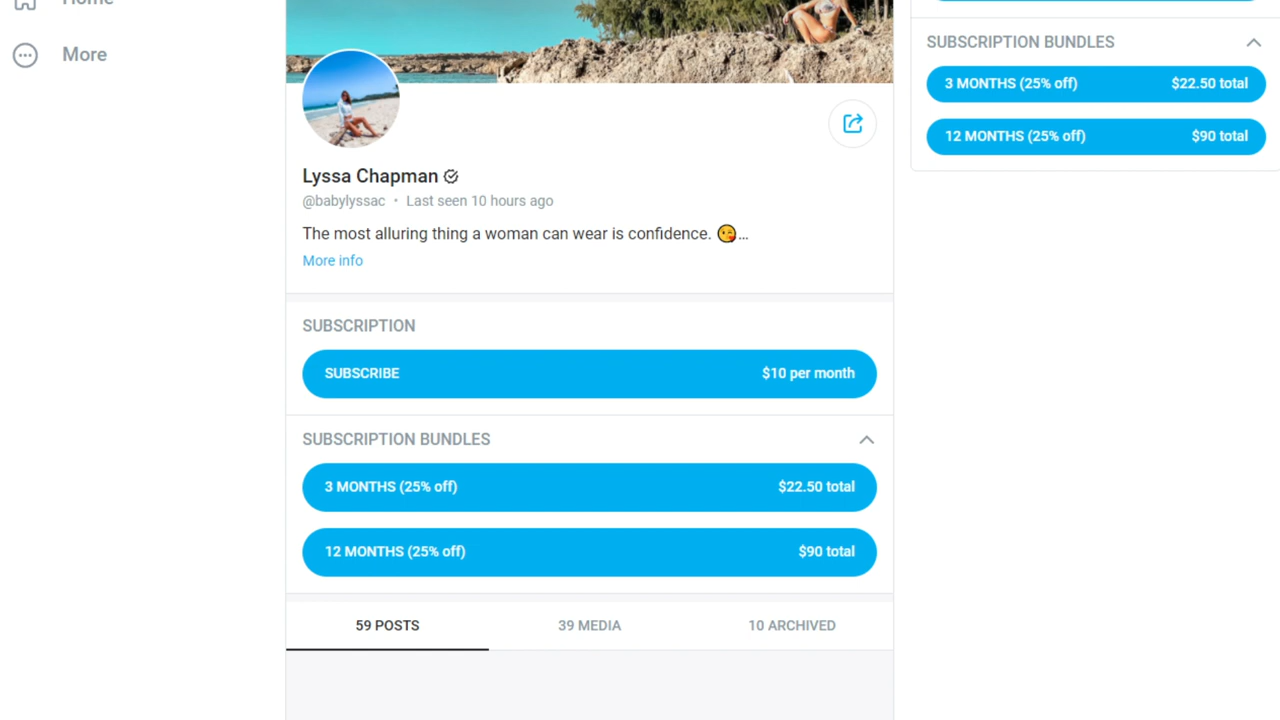 Home
More
Lyssa Chapman
@babylyssac • Last seen 10 hours ago
The most alluring thing a woman can wear is confidence. 😘...
More info
SUBSCRIPTION
SUBSCRIBE $10 per month
SUBSCRIPTION BUNDLES
3 MONTHS (25% off) $22.50 total
12 MONTHS (25% off) $90 total
59 POSTS 39 MEDIA 10 ARCHIVED
SUBSCRIPTION BUNDLES
3 MONTHS (25% off) $22.50 total
12 MONTHS (25% off) $90 total